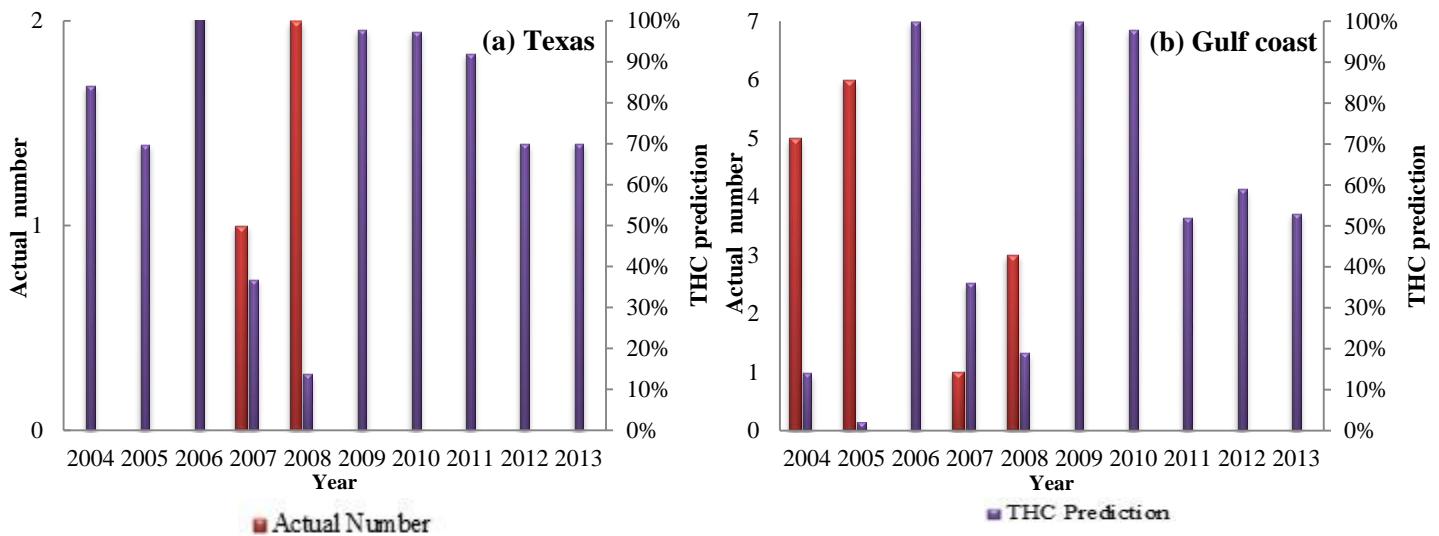 (a) Texas
2
1
0
Actual number
100%
90%
80%
70%
60%
50%
40%
30%
20%
10%
0%
THC prediction
2004 2005 2006 2007 2008 2009 2010 2011 2012 2013
Year
Actual Number
(b) Gulf coast
7
6
5
4
3
2
1
0
Actual number
100%
90%
80%
70%
60%
50%
40%
30%
20%
10%
0%
THC prediction
2004 2005 2006 2007 2008 2009 2010 2011 2012 2013
Year
THC Prediction